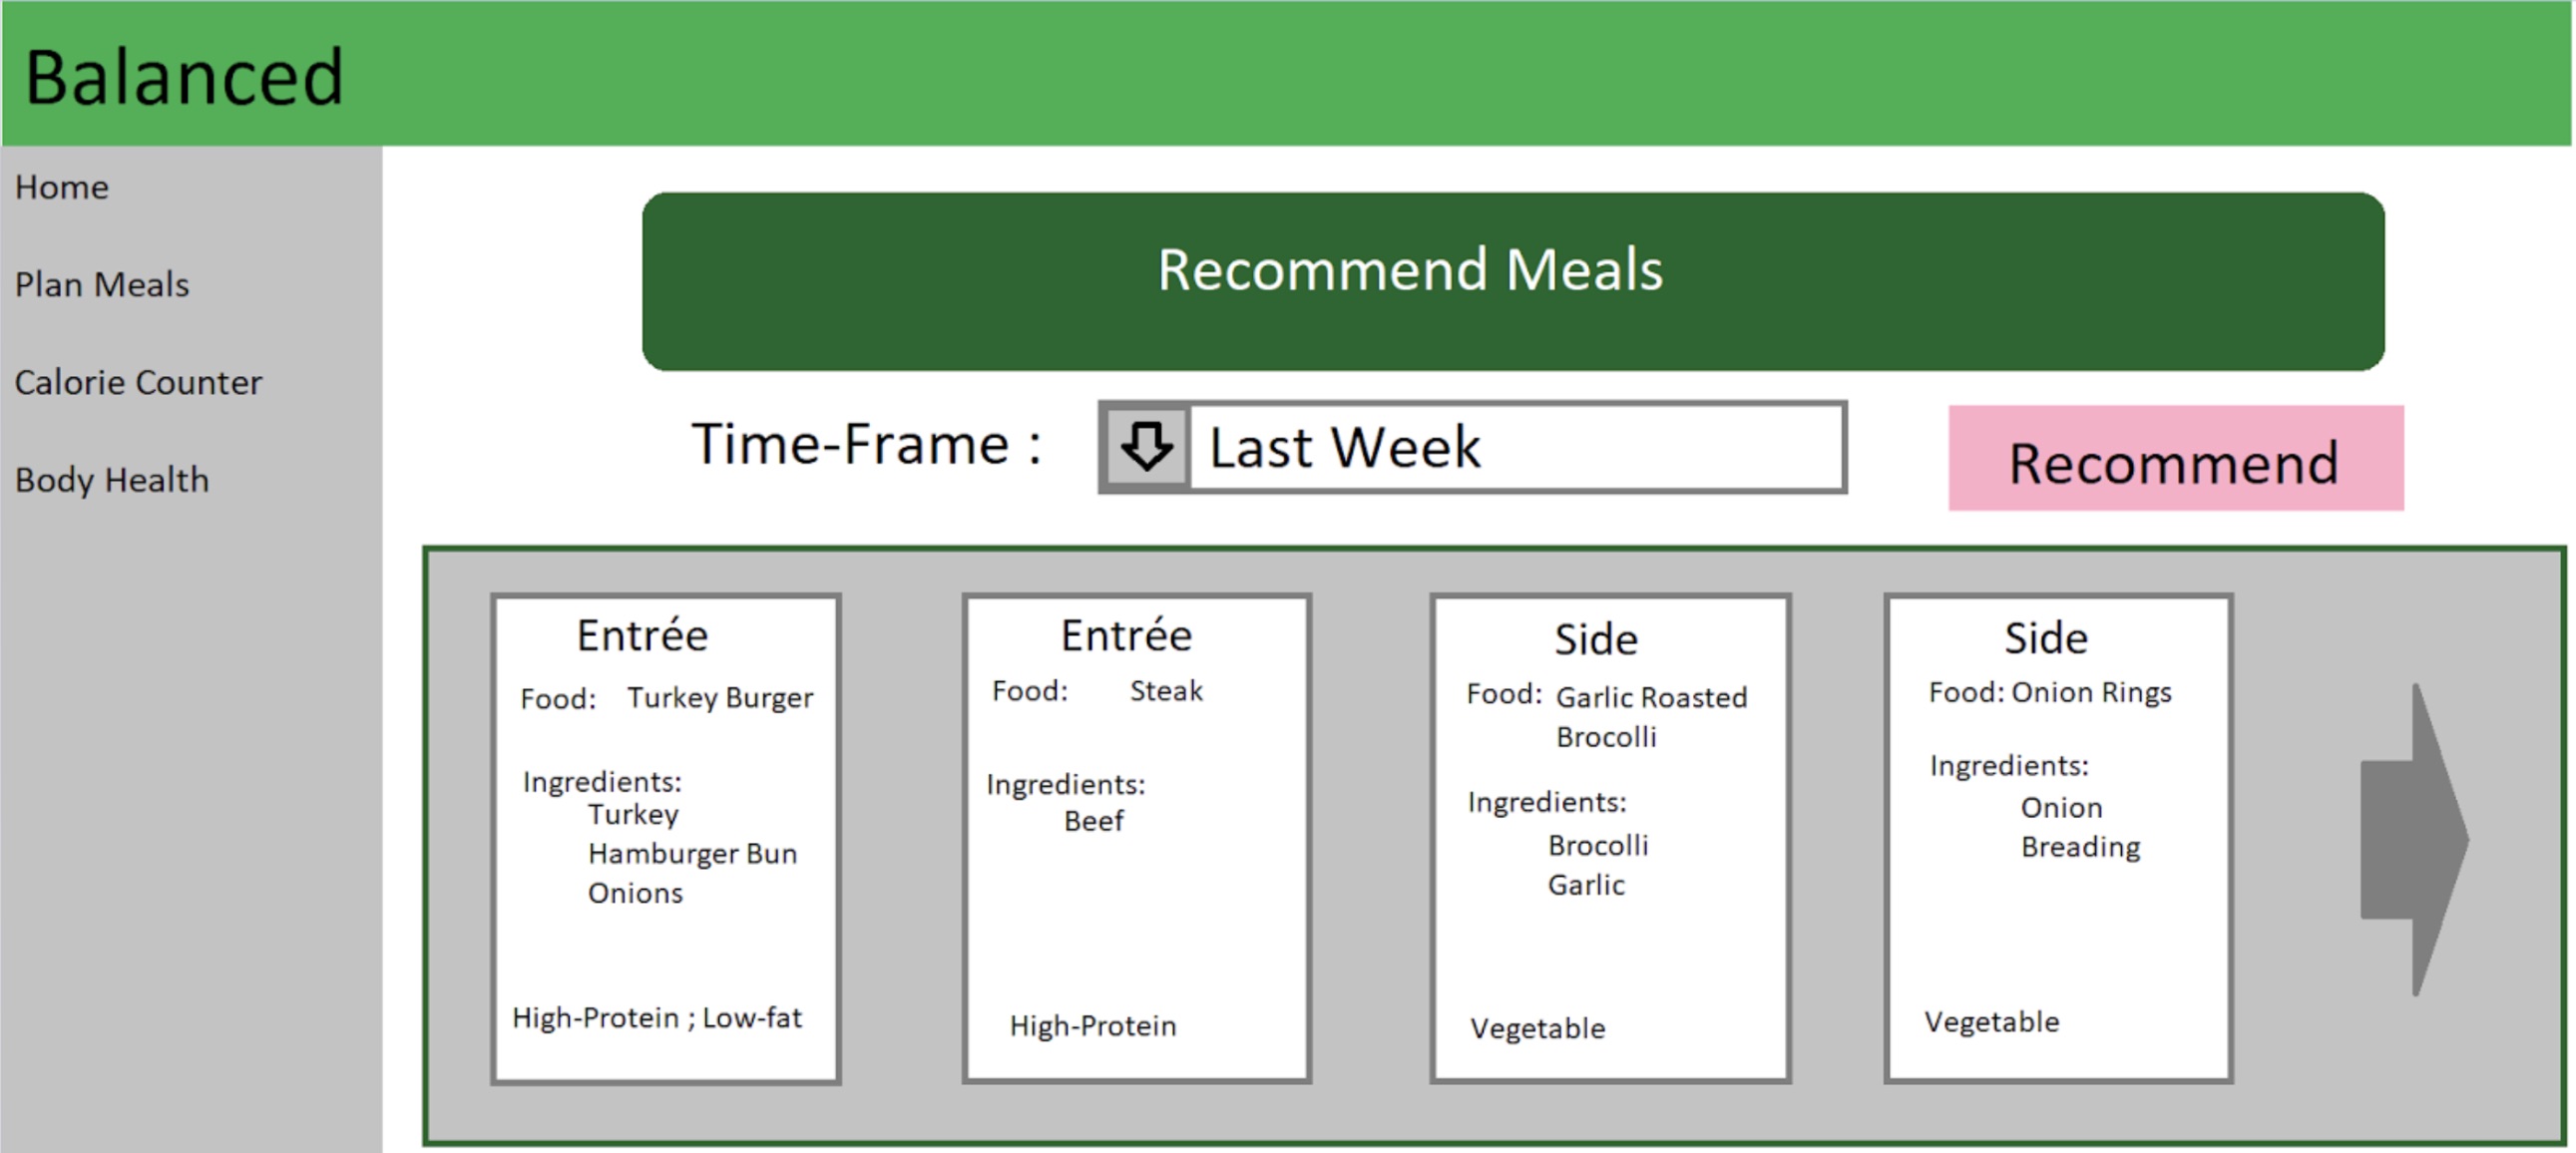 Balanced
Home
Plan Meals
Calorie Counter
Body Health
Recommend Meals
Time-Frame : Last Week
Recommend
Entrée
Food: Turkey Burger
Ingredients:
Turkey
Hamburger Bun
Onions
High-Protein ; Low-fat
Entrée
Food: Steak
Ingredients:
Beef
High-Protein
Side
Food: Garlic Roasted
Brocolli
Ingredients:
Brocolli
Garlic
Vegetable
Side
Food: Onion Rings
Ingredients:
Onion
Breading
Vegetable